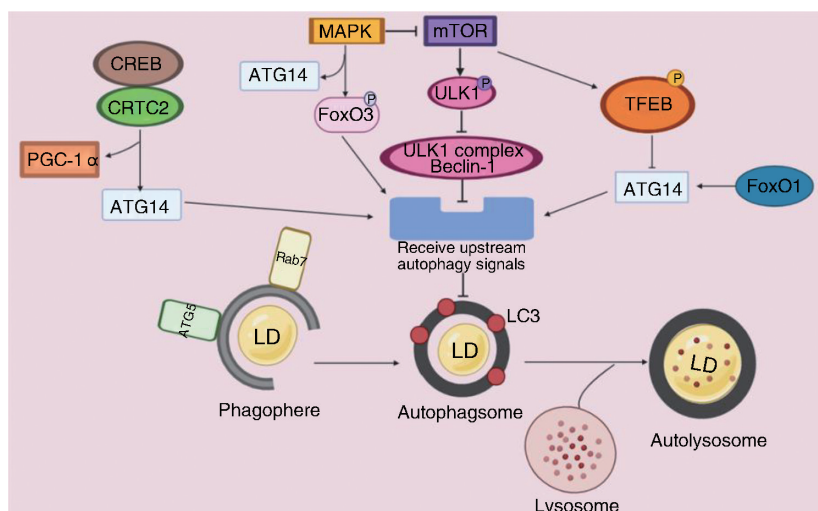 MAPK
mTOR
CREB
ATG14
P
ULK1
P
P
TFEB
CRTC2
FoxO3
PGC-1 α
ULK1 complex
Beclin-1
ATG14
ATG14
FoxO1
Receive upstream
autophagy signals
Rab7
ATG5
LD
LC3
LD
LD
Phagophere
Autophagsome
Autolysosome
Lysosome